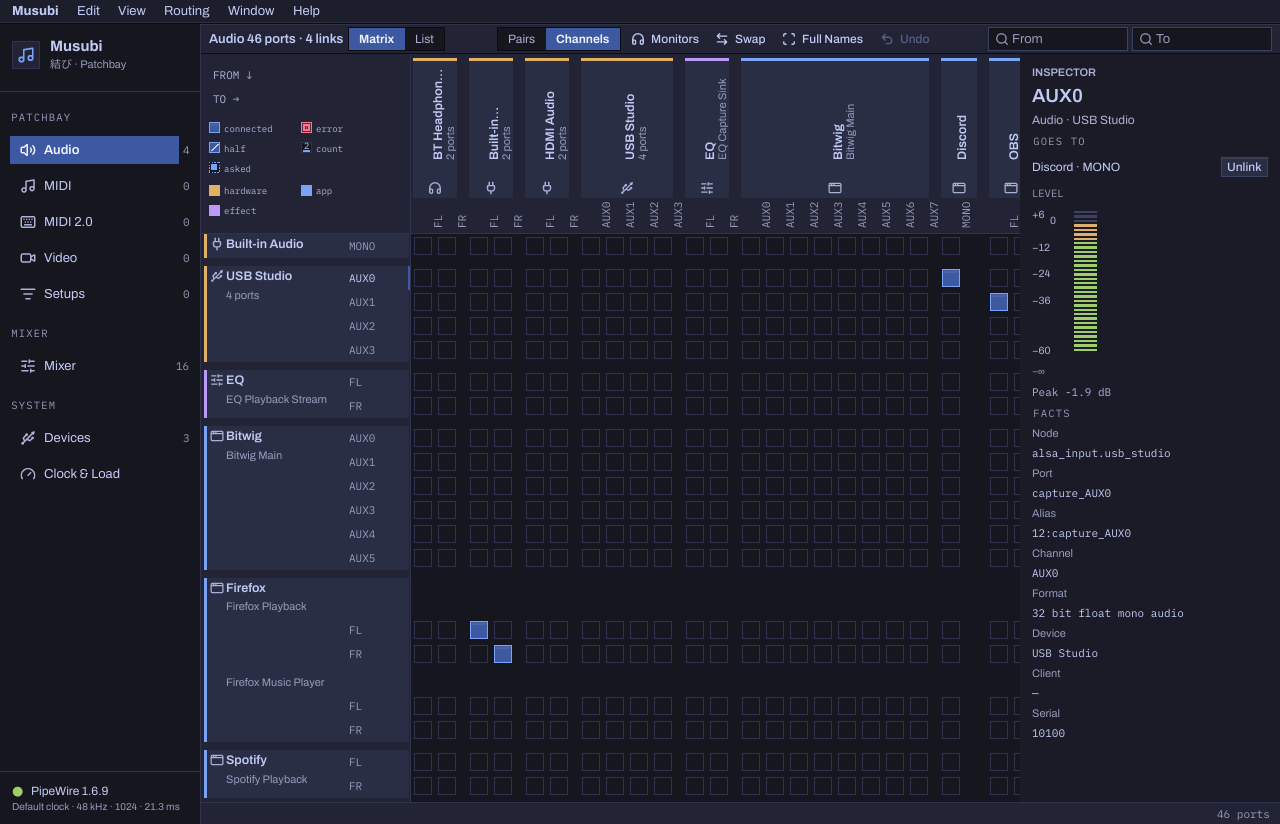 Musubi Edit View Routing Window Help
Musubi
結び · Patchbay
PATCHBAY
Audio 4
MIDI 0
MIDI 2.0 0
Video 0
Setups 0
MIXER
Mixer 16
SYSTEM
Devices 3
Clock & Load
PipeWire 1.6.9
Default clock · 48 kHz · 1024 · 21.3 ms
Audio 46 ports · 4 links Matrix List Pairs Channels Monitors Swap Full Names Undo From To
FROM ↓
TO →
connected error
half 2 count
asked
hardware app
effect
BT Headphon…
2 ports
Built-in…
2 ports
HDMI Audio
2 ports
USB Studio
4 ports
EQ
EQ Capture Sink
Bitwig
Bitwig Main
Discord
OBS
FL FR FL FR FL FR AUX0 AUX1 AUX2 AUX3 FL FR AUX0 AUX1 AUX2 AUX3 AUX4 AUX5 AUX6 AUX7 MONO FL
Built-in Audio MONO
USB Studio AUX0
4 ports AUX1
AUX2
AUX3
EQ FL
EQ Playback Stream FR
Bitwig AUX0
Bitwig Main AUX1
AUX2
AUX3
AUX4
AUX5
Firefox
Firefox Playback
FL
FR
Firefox Music Player
FL
FR
Spotify FL
Spotify Playback FR
INSPECTOR
AUX0
Audio · USB Studio
GOES TO
Discord · MONO Unlink
LEVEL
+6
0
−12
−24
−36
−60
−∞
Peak -1.9 dB
FACTS
Node
alsa_input.usb_studio
Port
capture_AUX0
Alias
12:capture_AUX0
Channel
AUX0
Format
32 bit float mono audio
Device
USB Studio
Client
—
Serial
10100
46 ports